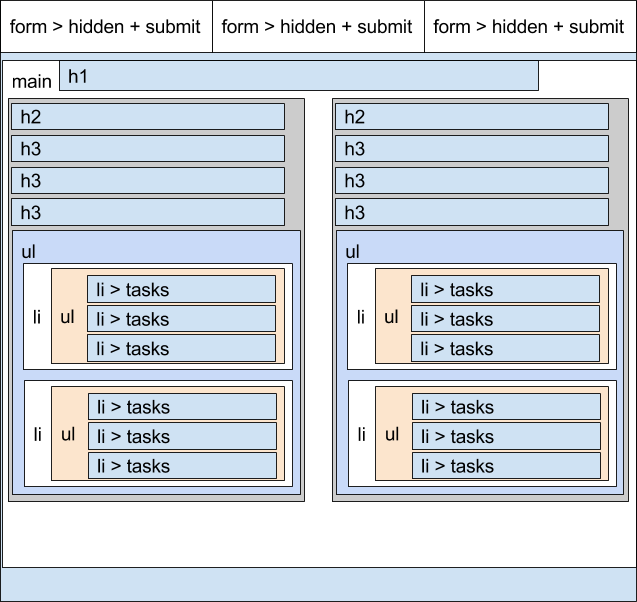 form > hidden + submit
form > hidden + submit
form > hidden + submit
main
h1
h2
h3
h3
h3
ul
li
ul
li > tasks
li > tasks
li > tasks
li
ul
li > tasks
li > tasks
li > tasks
h2
h3
h3
h3
ul
li
ul
li > tasks
li > tasks
li > tasks
li
ul
li > tasks
li > tasks
li > tasks